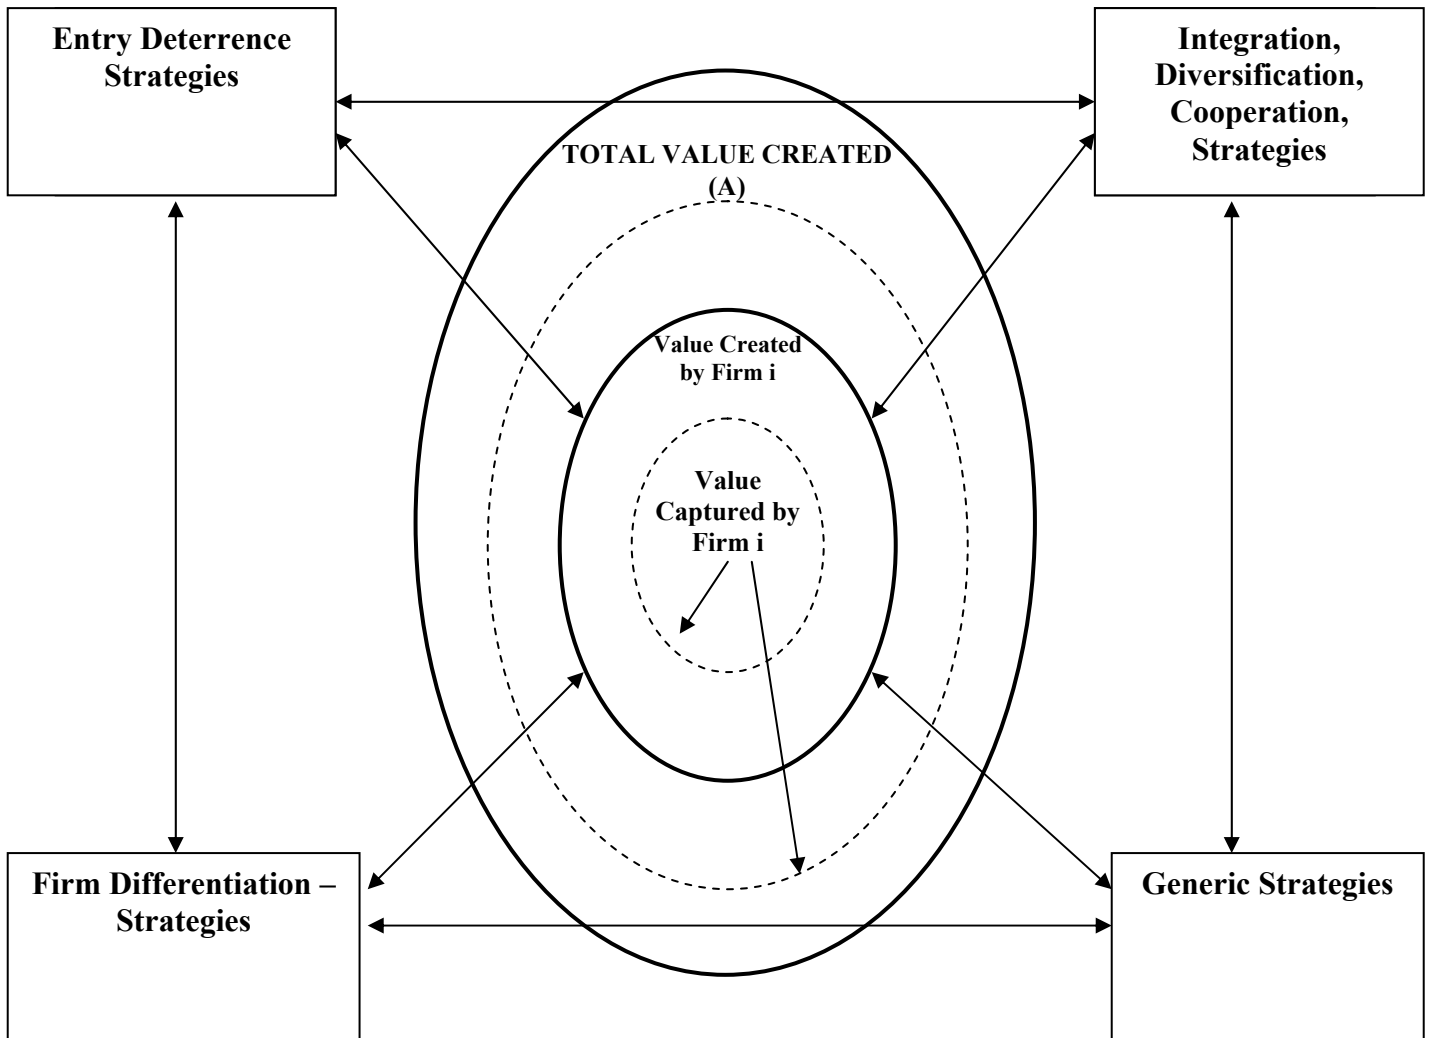 Entry Deterrence
Strategies
Integration,
Diversification,
Cooperation,
Strategies
TOTAL VALUE CREATED
(A)
Value Created
by Firm i
Value
Captured by
Firm i
Firm Differentiation –
Strategies
Generic Strategies